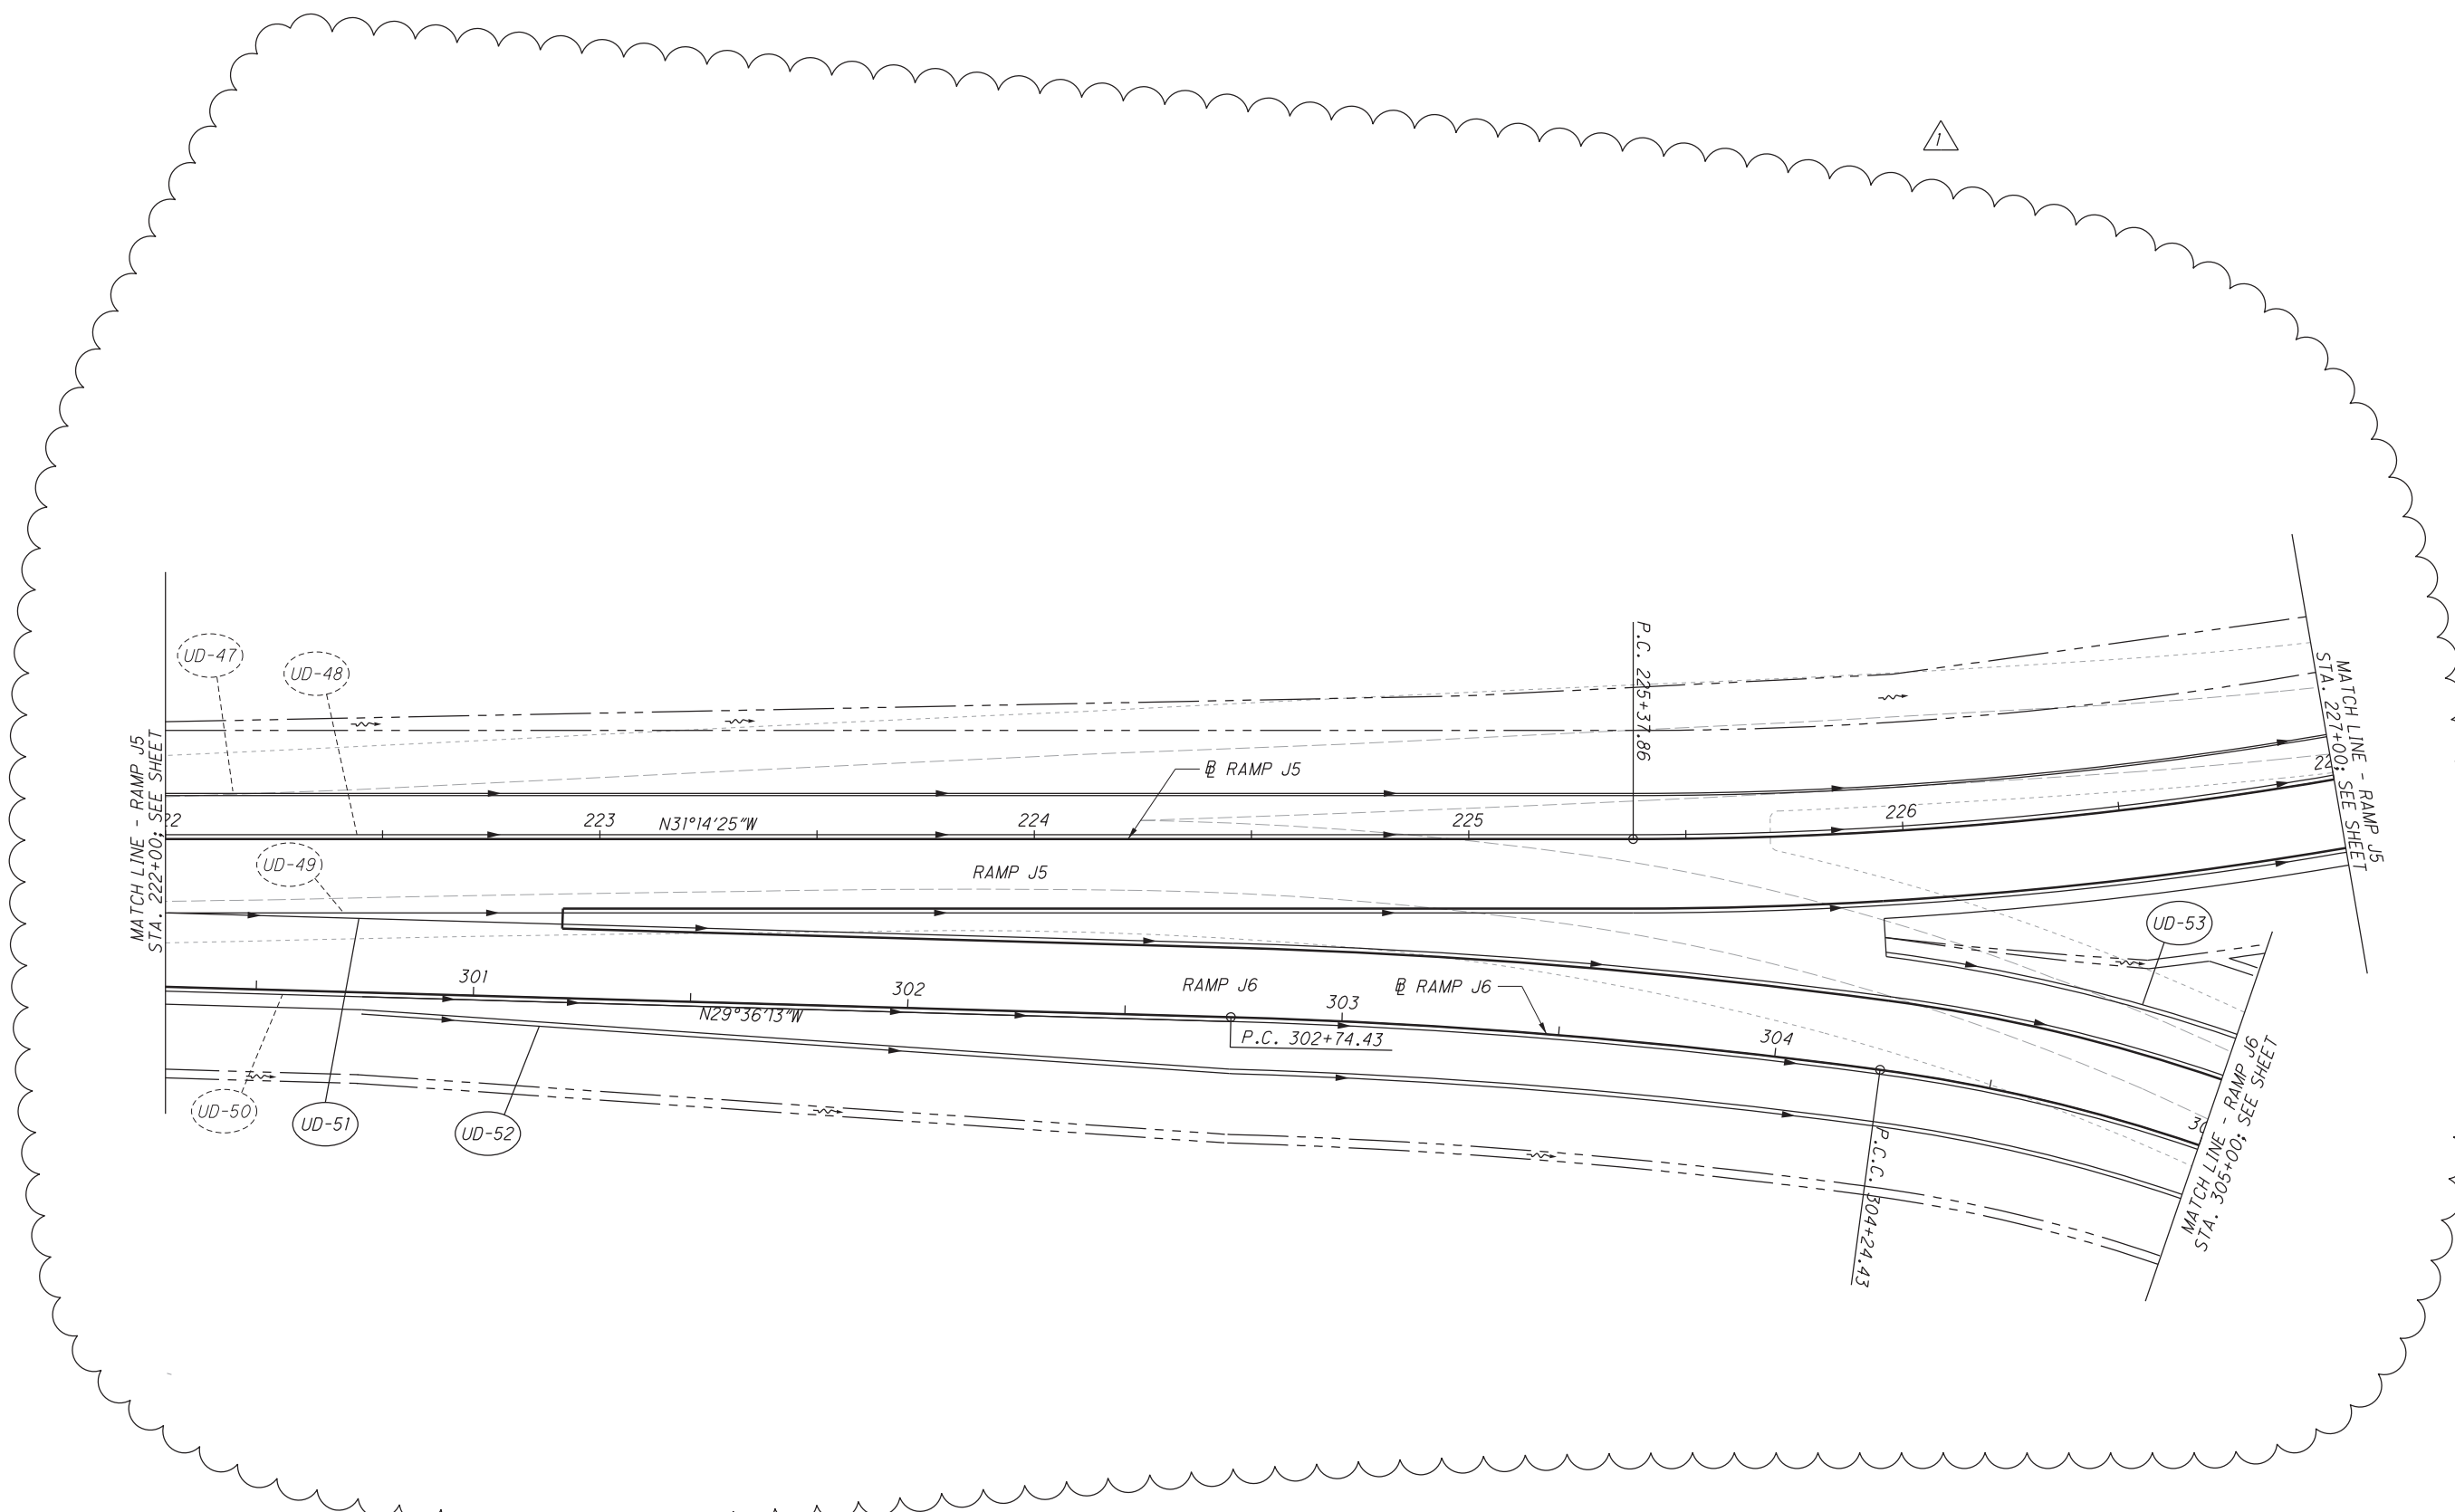 1
UD-47
UD-48
P.C. 225+37.86
MATCH LINE - RAMP J5
STA. 227+00; SEE SHEET
MATCH LINE - RAMP J5
STA. 222+00; SEE SHEET
⅊ RAMP J5
22
223
N31°14'25"W
224
225
226
22
UD-49
RAMP J5
UD-53
301
302
RAMP J6
⅊ RAMP J6
303
N29°36'13"W
P.C. 302+74.43
304
30
MATCH LINE - RAMP J6
STA. 305+00; SEE SHEET
UD-50
UD-51
UD-52
P.C.C. 304+24.43